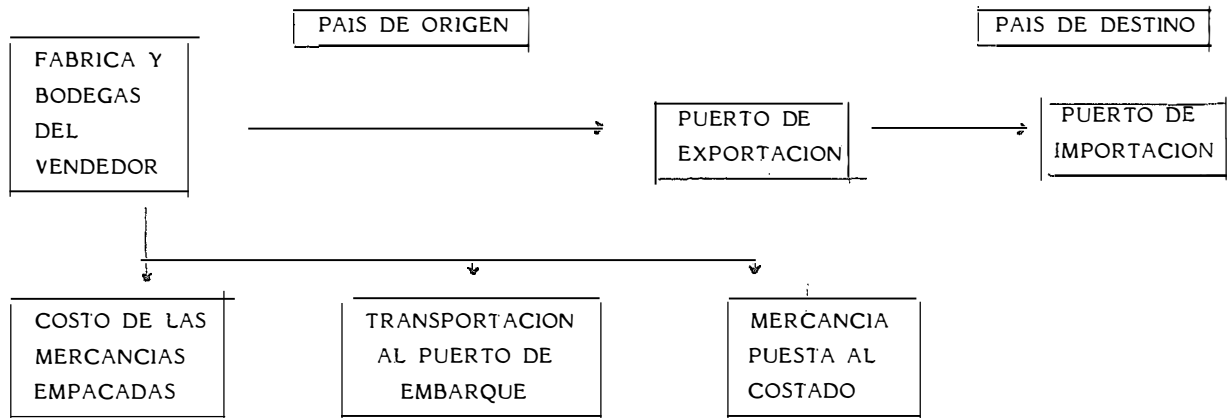 PAIS DE ORIGEN
PAIS DE DESTINO
FABRICA Y
BODEGAS
DEL
VENDEDOR
PUERTO DE
EXPORTACION
PUERTO DE
IMPORTACION
COSTO DE LAS
MERCANCIAS
EMPACADAS
TRANSPORTACION
AL PUERTO DE
EMBARQUE
MERCANCIA
PUESTA AL
COSTADO